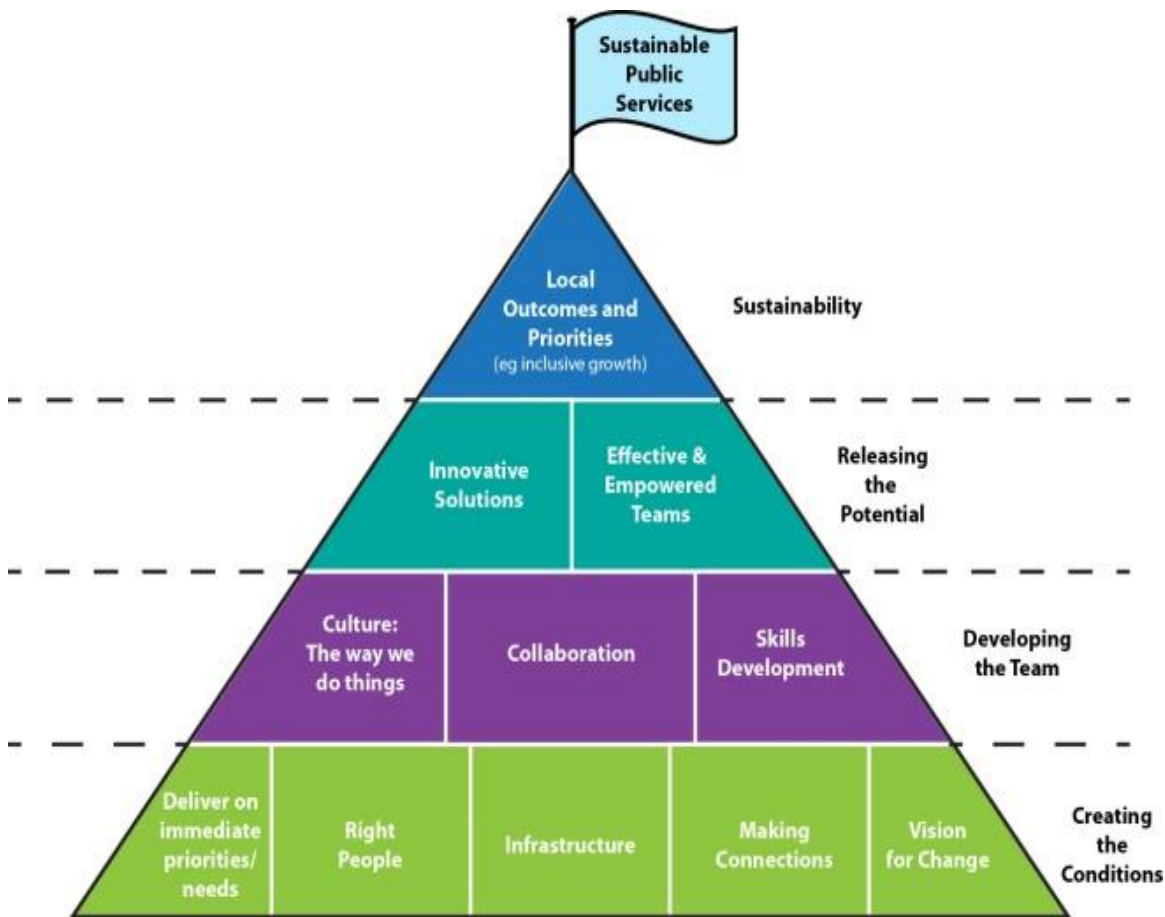 Sustainable
Public
Services
Local
Outcomes and
Priorities
(eg inclusive growth)
Sustainability
Innovative
Solutions
Effective &
Empowered
Teams
Releasing
the
Potential
Culture:
The way we
do things
Collaboration
Skills
Development
Developing
the Team
Deliver on
immediate
priorities/
needs
Right
People
Infrastructure
Making
Connections
Vision
for Change
Creating
the
Conditions